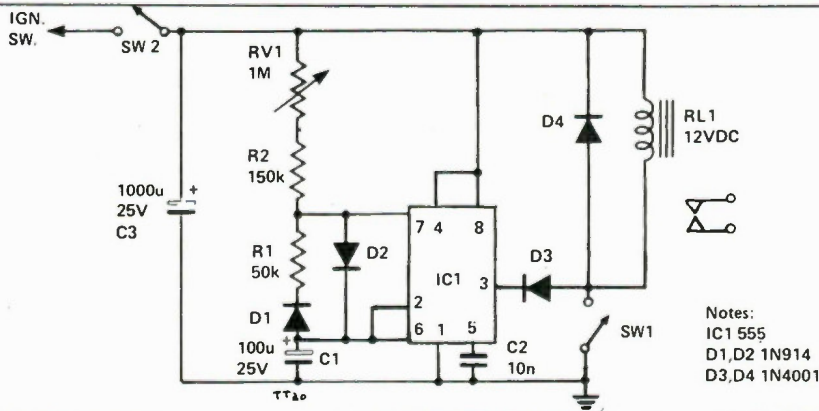 IGN.
SW.
SW 2
RV1
1M
R2
150k
1000u
25V
C3
+
R1
50k
D2
D1
+
100u
25V
C1
7 4 8
IC1
2
3
6 1 5
C2
10n
D3
D4
RL1
12VDC
SW1
Notes:
IC1 555
D1,D2 1N914
D3,D4 1N4001